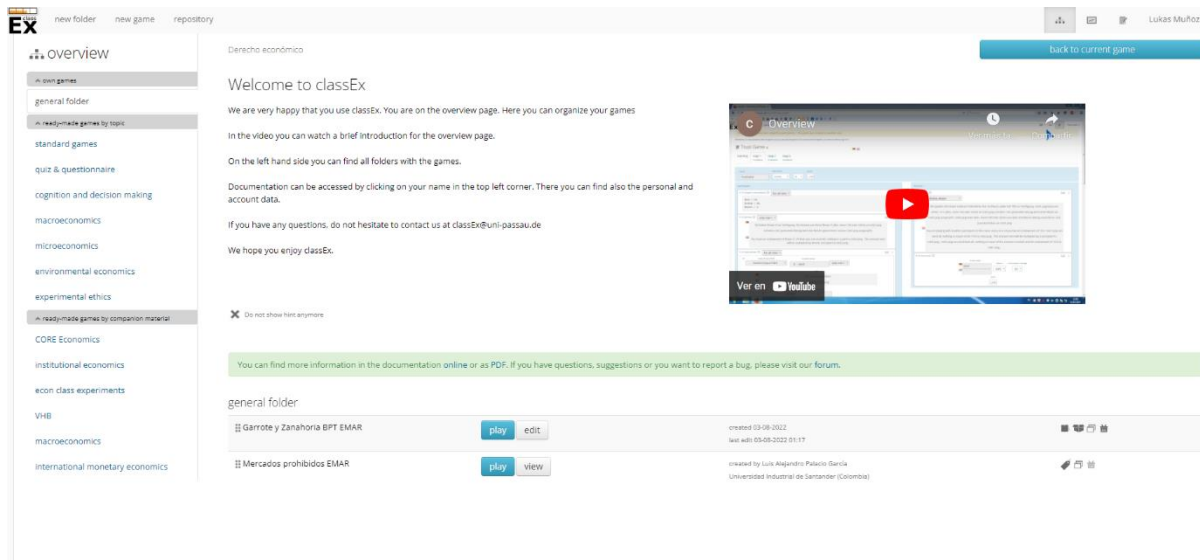 class
Ex
new folder new game repository
Lukas Muñoz
overview
own games
general folder
ready-made games by topic
standard games
quiz & questionnaire
cognition and decision making
macroeconomics
microeconomics
environmental economics
experimental ethics
ready-made games by companion material
CORE Economics
institutional economics
econ class experiments
VHB
macroeconomics
international monetary economics
Derecho económico
back to current game
Welcome to classEx
We are very happy that you use classEx. You are on the overview page. Here you can organize your games
In the video you can watch a brief introduction for the overview page.
On the left hand side you can find all folders with the games.
Documentation can be accessed by clicking on your name in the top left corner. There you can find also the personal and
account data.
If you have any questions, do not hesitate to contact us at classEx@uni-passau.de
We hope you enjoy classEx.
Do not show hint anymore
C Overview
Ver en YouTube
You can find more information in the documentation online or as PDF. If you have questions, suggestions or you want to report a bug, please visit our forum.
general folder
Garrote y Zanahoria BPT EMAR
play edit
created 03-08-2022
last edit 03-08-2022 01:17
Mercados prohibidos EMAR
play view
created by Luis Alejandro Palacio García
Universidad Industrial de Santander (Colombia)